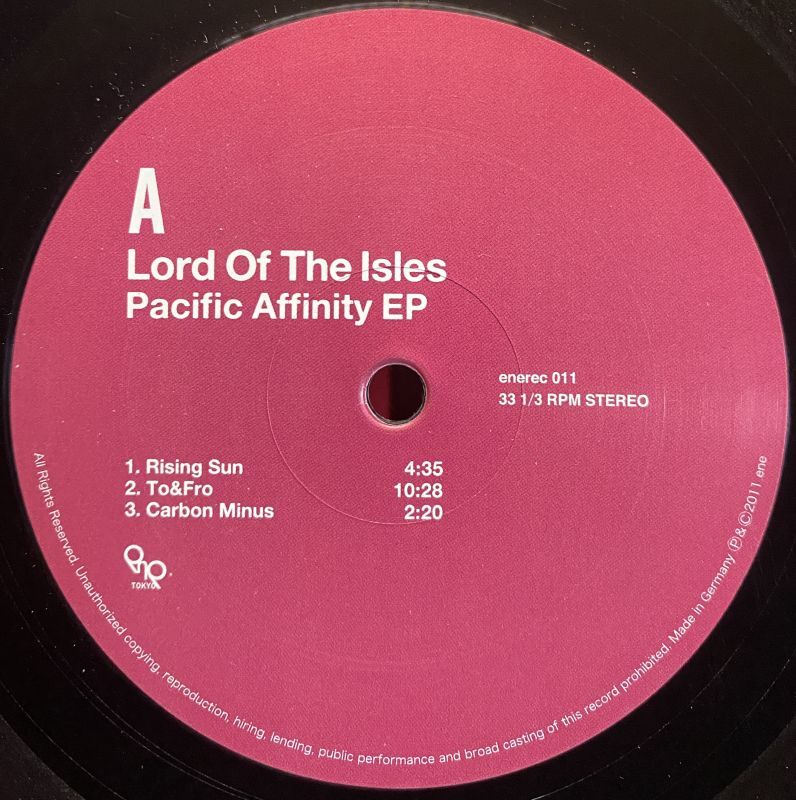 A
Lord Of The Isles
Pacific Affinity EP
enerec 011
33 1/3 RPM STEREO
1. Rising Sun 4:35
2. To&Fro 10:28
3. Carbon Minus 2:20
ene.
TOKYO
All Rights Reserved. Unauthorized copying, reproduction, hiring, lending, public performance and broad casting of this record prohibited. Made in Germany ℗&©2011 ene